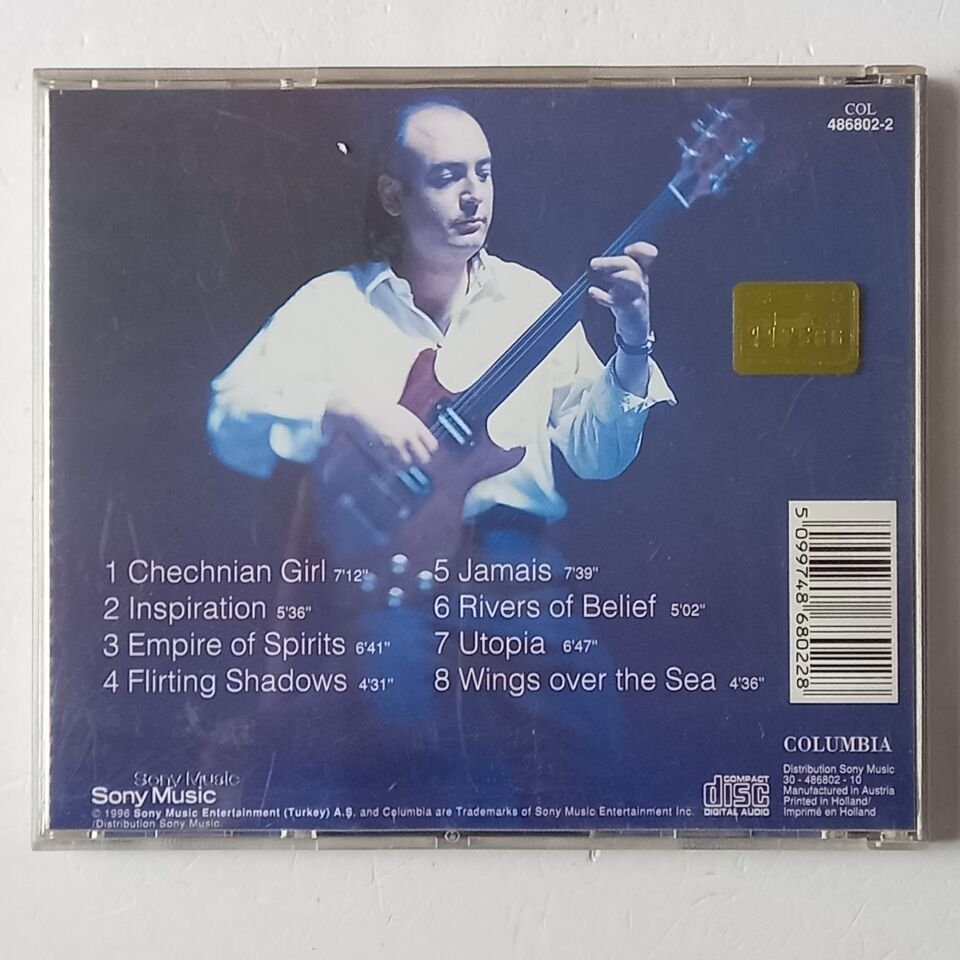 COL
486802-2
1 Chechnian Girl 7'12"
2 Inspiration 5'36"
3 Empire of Spirits 6'41"
4 Flirting Shadows 4'31"
5 Jamais 7'39"
6 Rivers of Belief 5'02"
7 Utopia 6'47"
8 Wings over the Sea 4'36"
5 099748 680228
COLUMBIA
Distribution Sony Music
30 - 486802 - 10
Manufactured in Austria
Printed in Holland/
Imprimé en Holland
COMPACT
disc
DIGITAL AUDIO
Sony Music
Sony Music
© 1996 Sony Music Entertainment (Turkey) A.Ş. and Columbia are Trademarks of Sony Music Entertainment Inc.
/Distribution Sony Music